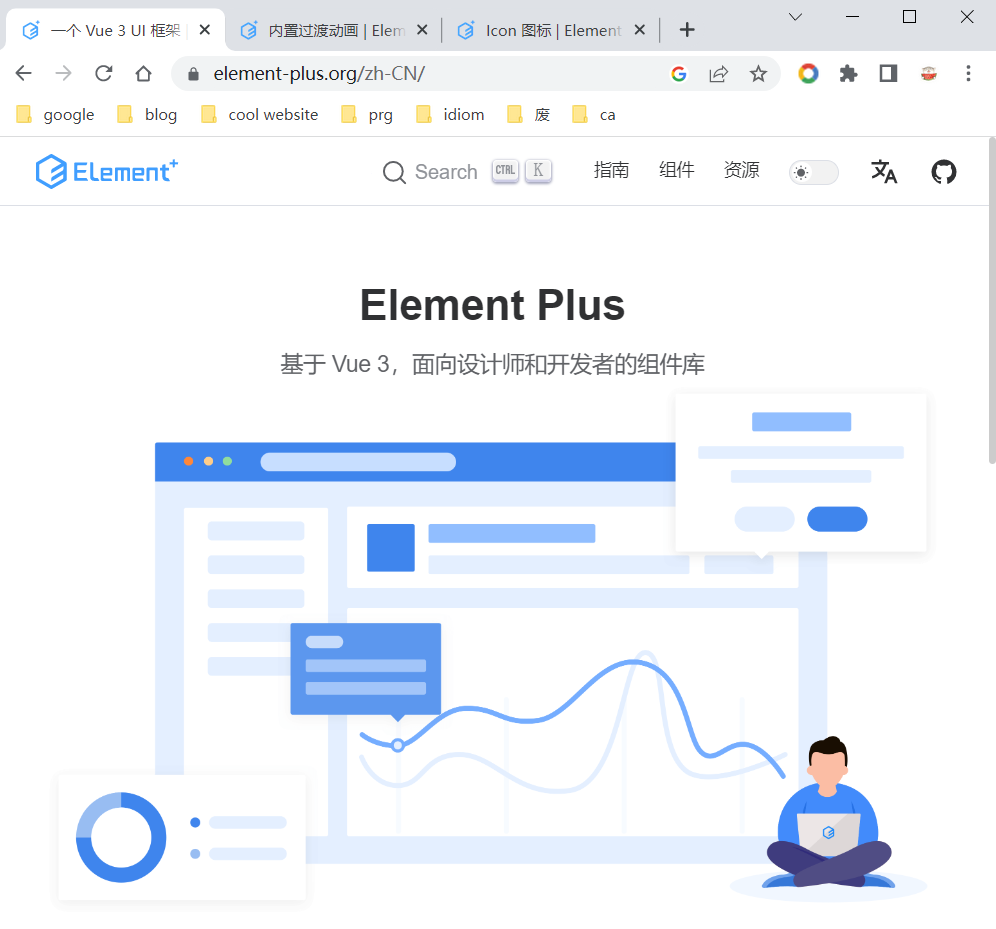 一个 Vue 3 UI 框架
内置过渡动画 | Elem
Icon 图标 | Element
element-plus.org/zh-CN/
google
blog
cool website
prg
idiom
废
ca
Element+
Search
CTRL
K
指南
组件
资源
Element Plus
基于 Vue 3，面向设计师和开发者的组件库